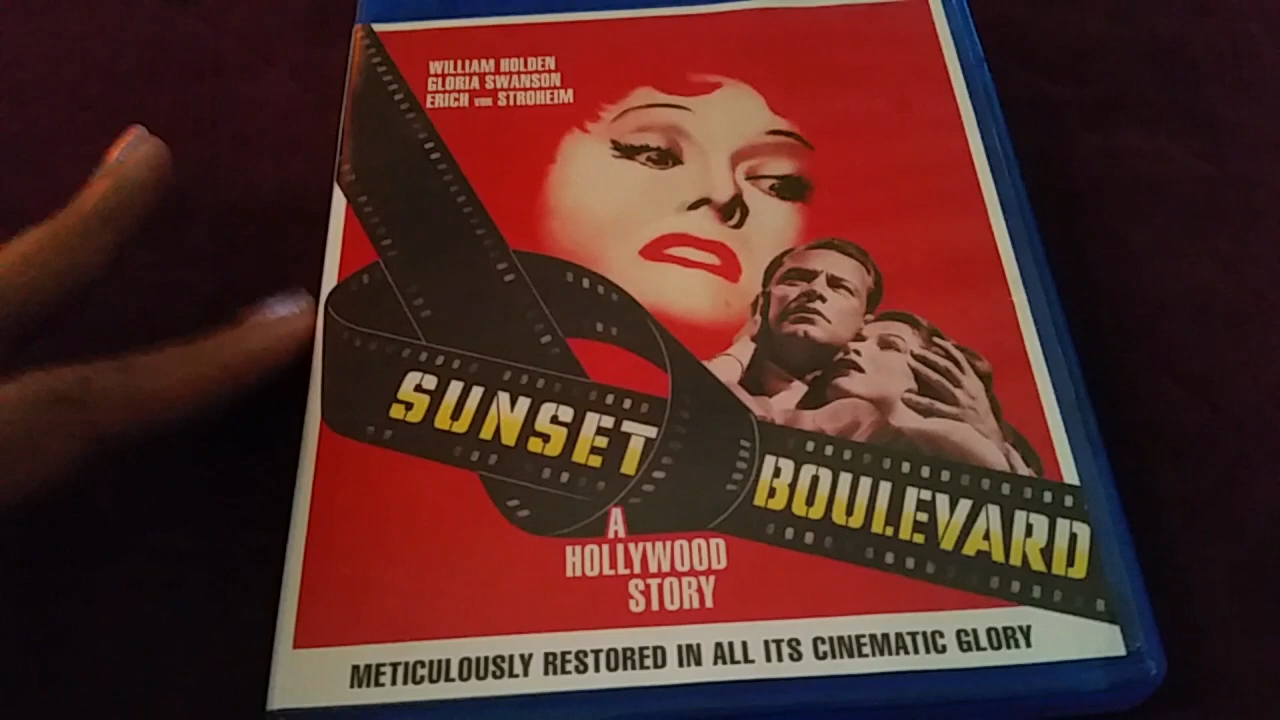 WILLIAM HOLDEN
GLORIA SWANSON
ERICH VON STROHEIM
SUNSET
BOULEVARD
A
HOLLYWOOD
STORY
METICULOUSLY RESTORED IN ALL ITS CINEMATIC GLORY